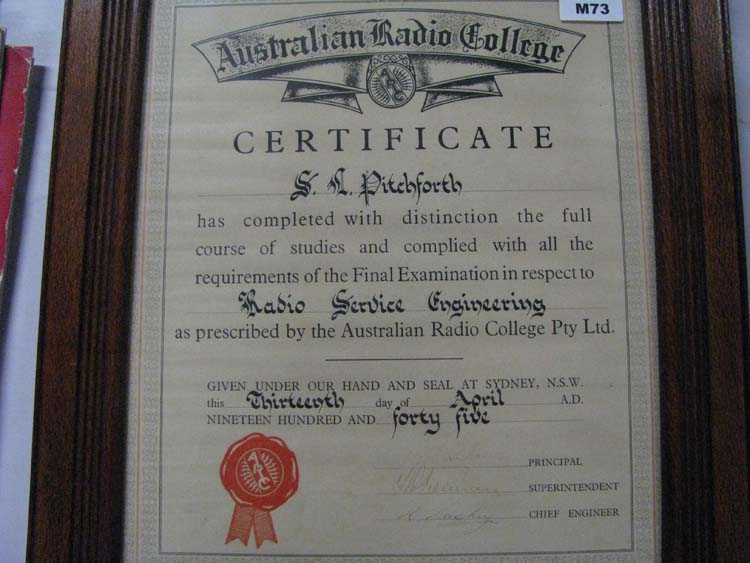 M73
Australian Radio College
ARC
CERTIFICATE
S. A. Pitchforth
has completed with distinction the full
course of studies and complied with all the
requirements of the Final Examination in respect to
Radio Service Engineering
as prescribed by the Australian Radio College Pty Ltd.
GIVEN UNDER OUR HAND AND SEAL AT SYDNEY, N.S.W.
this Thirteenth day of April A.D.
NINETEEN HUNDRED AND forty five
ARC
PRINCIPAL
SUPERINTENDENT
CHIEF ENGINEER